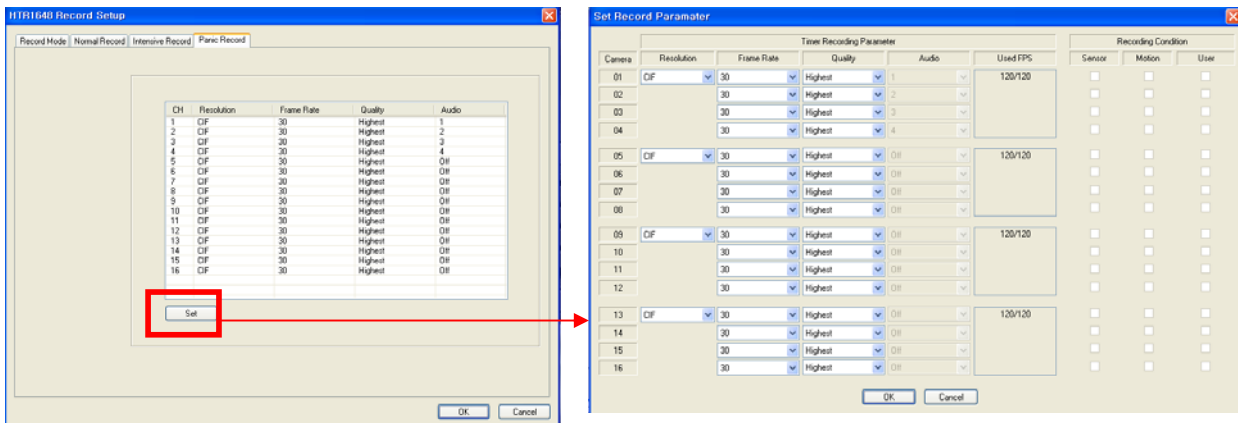 HTR1648 Record Setup
Record Mode Normal Record Intensive Record Panic Record
CH Resolution Frame Rate Quality Audio
1 CIF 30 Highest 1
2 CIF 30 Highest 2
3 CIF 30 Highest 3
4 CIF 30 Highest 4
5 CIF 30 Highest Off
6 CIF 30 Highest Off
7 CIF 30 Highest Off
8 CIF 30 Highest Off
9 CIF 30 Highest Off
10 CIF 30 Highest Off
11 CIF 30 Highest Off
12 CIF 30 Highest Off
13 CIF 30 Highest Off
14 CIF 30 Highest Off
15 CIF 30 Highest Off
16 CIF 30 Highest Off
Set
OK Cancel
Set Record Paramater
Timer Recording Parameter Recording Condition
Camera Resolution Frame Rate Quality Audio Used FPS Sensor Motion User
01 CIF 30 Highest 1 120/120
02 30 Highest 2
03 30 Highest 3
04 30 Highest 4
05 CIF 30 Highest Off 120/120
06 30 Highest Off
07 30 Highest Off
08 30 Highest Off
09 CIF 30 Highest Off 120/120
10 30 Highest Off
11 30 Highest Off
12 30 Highest Off
13 CIF 30 Highest Off 120/120
14 30 Highest Off
15 30 Highest Off
16 30 Highest Off
OK Cancel